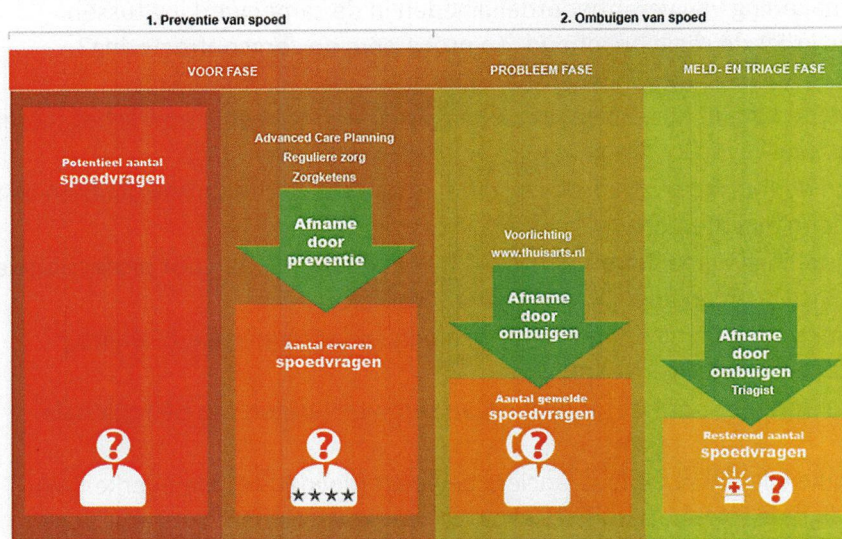 1. Preventie van spoed
2. Ombuigen van spoed
VOOR FASE
PROBLEEM FASE
MELD- EN TRIAGE FASE
Potentieel aantal
spoedvragen
?
Advanced Care Planning
Reguliere zorg
Zorgketens
Afname
door
preventie
Aantal ervaren
spoedvragen
?
Voorlichting
www.thuisarts.nl
Afname
door
ombuigen
Aantal gemelde
spoedvragen
?
Afname
door
ombuigen
Triagist
Resterend aantal
spoedvragen
?